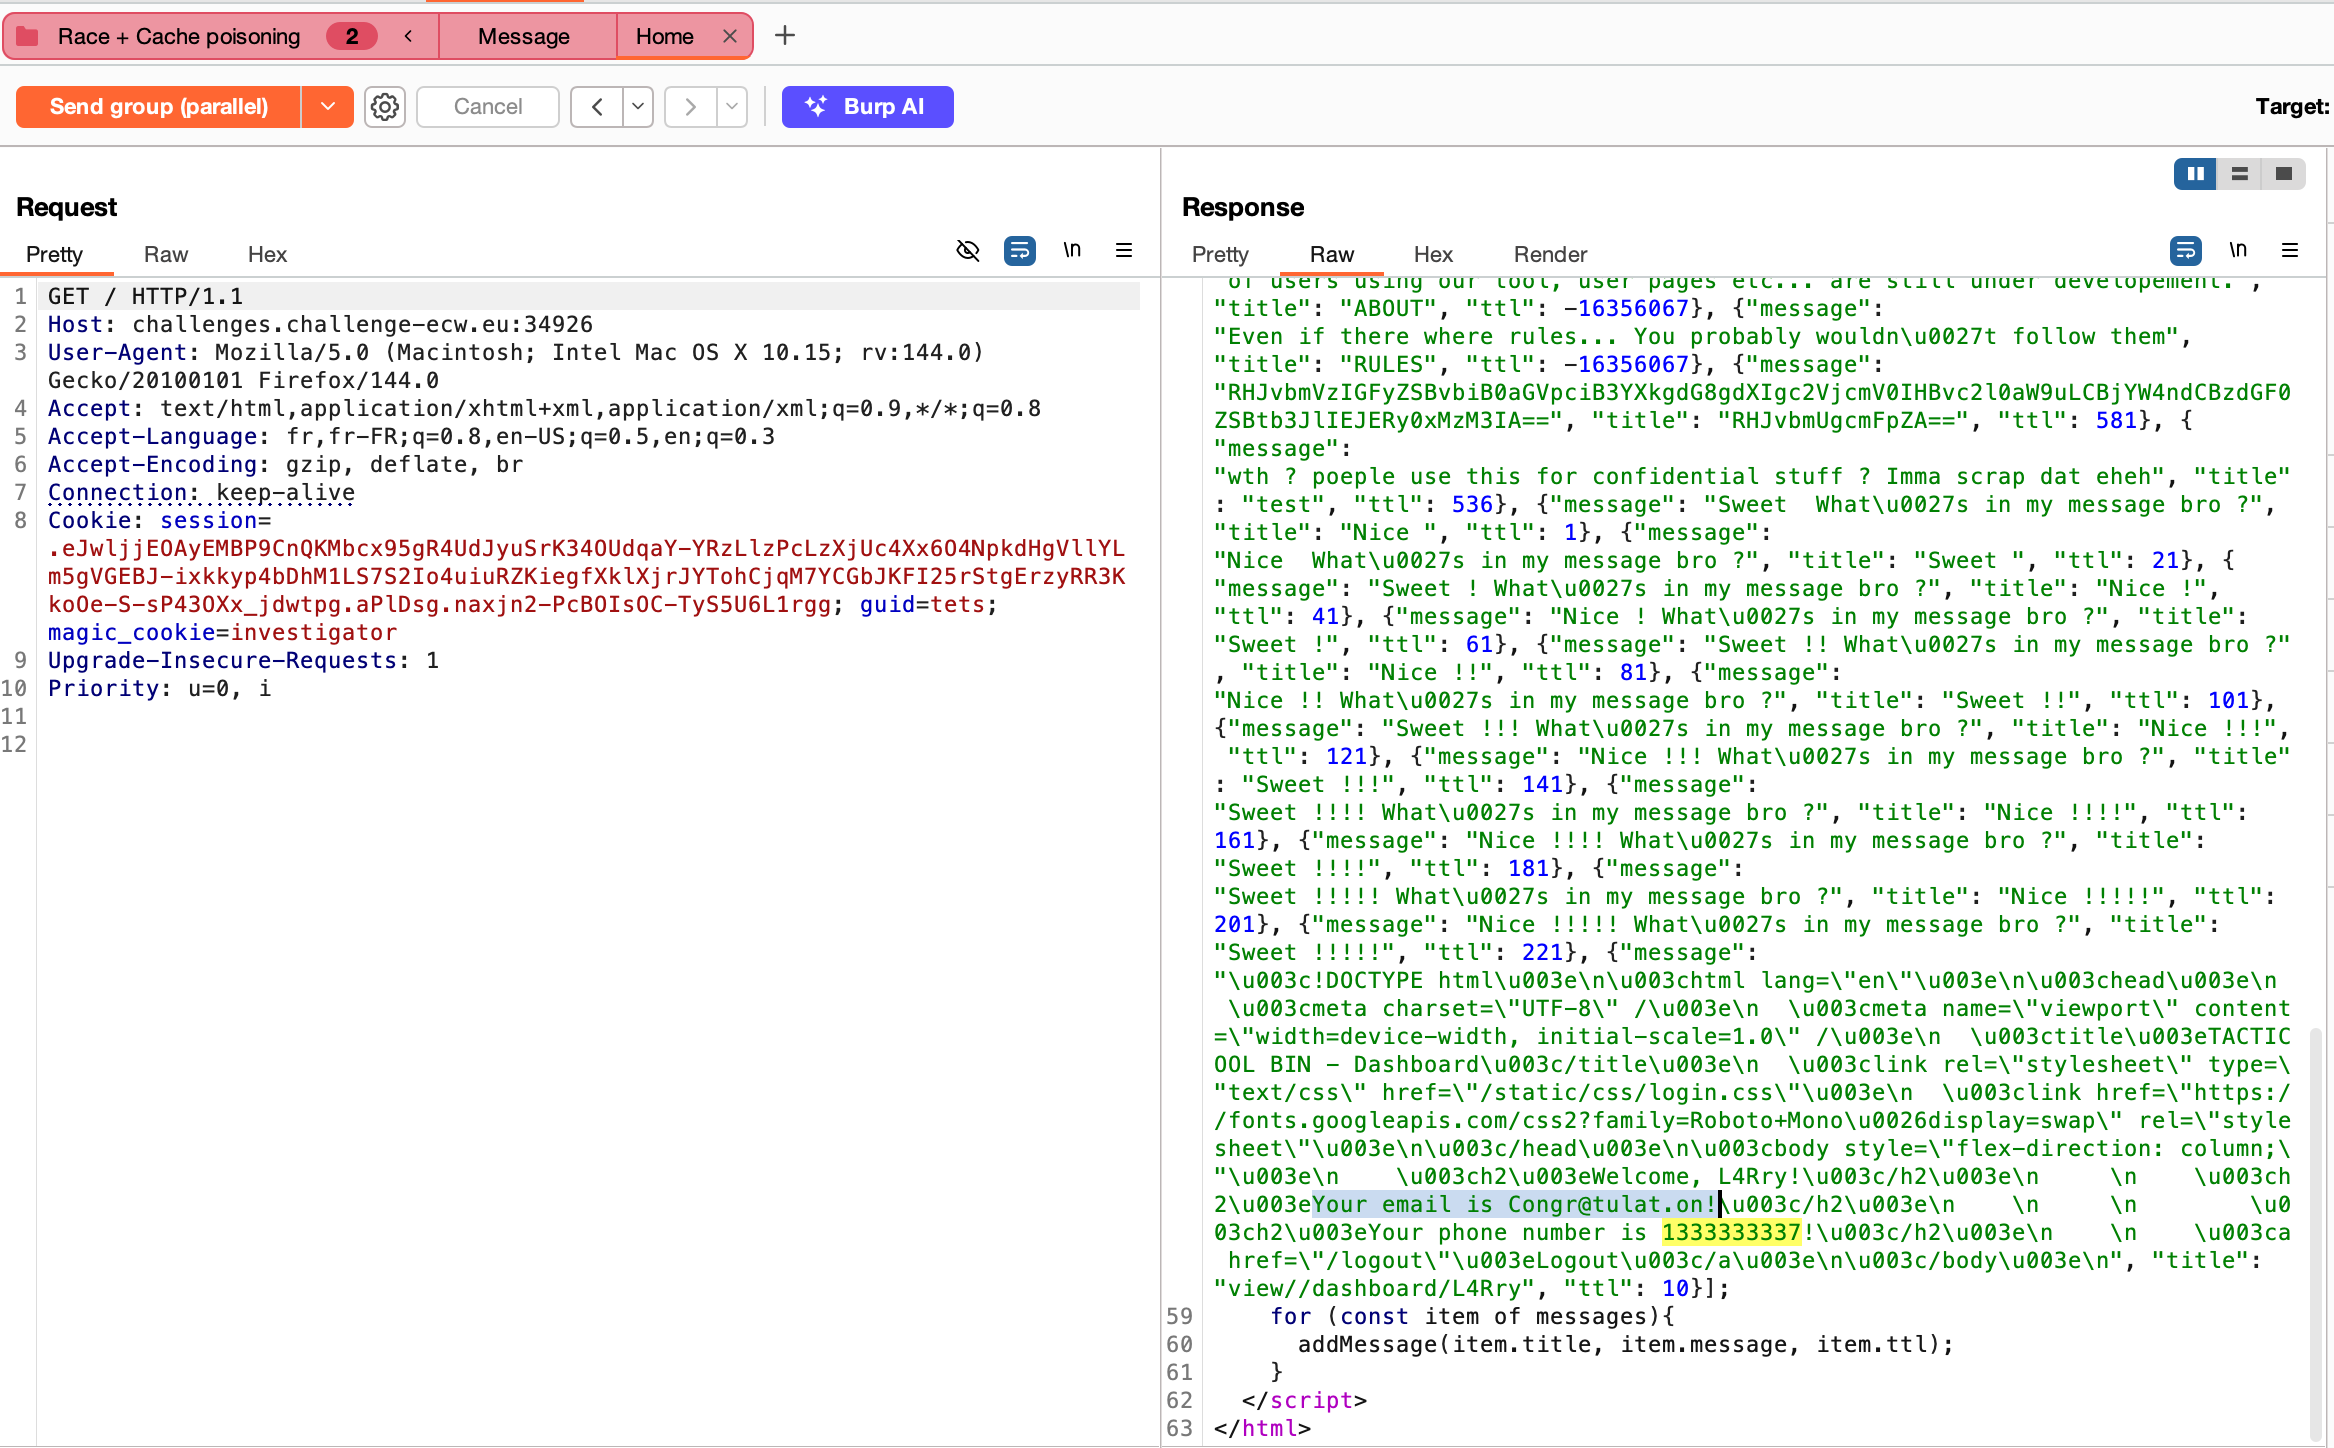 Race + Cache poisoning 2 Message Home
Send group (parallel) Cancel Burp AI Target:
Request
Pretty Raw Hex \n
1 GET / HTTP/1.1
2 Host: challenges.challenge-ecw.eu:34926
3 User-Agent: Mozilla/5.0 (Macintosh; Intel Mac OS X 10.15; rv:144.0)
Gecko/20100101 Firefox/144.0
4 Accept: text/html,application/xhtml+xml,application/xml;q=0.9,*/*;q=0.8
5 Accept-Language: fr,fr-FR;q=0.8,en-US;q=0.5,en;q=0.3
6 Accept-Encoding: gzip, deflate, br
7 Connection: keep-alive
8 Cookie: session=
.eJwljjEOAyEMBP9CnQKMbcx95gR4UdJyuSrK34OUdqaY-YRzLlzPcLzXjUc4Xx6O4NpkdHgVllYL
m5gVGEBJ-ixkkyp4bDhM1LS7S2Io4uiuRZKiegfXklXjrJYTohCjqM7YCGbJKFI25rStgErzyRR3K
koOe-S-sP43OXx_jdwtpg.aPlDsg.naxjn2-PcBOIsOC-TyS5U6L1rgg; guid=tets;
magic_cookie=investigator
9 Upgrade-Insecure-Requests: 1
10 Priority: u=0, i
11
12
Response
Pretty Raw Hex Render \n
of users using our tool, user pages etc... are still under developement.",
"title": "ABOUT", "ttl": -16356067}, {"message":
"Even if there where rules... You probably wouldn\u0027t follow them",
"title": "RULES", "ttl": -16356067}, {"message":
"RHJvbmVzIGFyZSBvbiB0aGVpciB3YXkgdG8gdXIgc2VjcmV0IHBvc2l0aW9uLCBjYW4ndCBzdGF0
ZSBtb3JlIEJERy0xMzM3IA==", "title": "RHJvbmUgcmFpZA==", "ttl": 581}, {
"message":
"wth ? poeple use this for confidential stuff ? Imma scrap dat eheh", "title"
: "test", "ttl": 536}, {"message": "Sweet  What\u0027s in my message bro ?",
"title": "Nice ", "ttl": 1}, {"message":
"Nice  What\u0027s in my message bro ?", "title": "Sweet ", "ttl": 21}, {
"message": "Sweet ! What\u0027s in my message bro ?", "title": "Nice !",
"ttl": 41}, {"message": "Nice ! What\u0027s in my message bro ?", "title":
"Sweet !", "ttl": 61}, {"message": "Sweet !! What\u0027s in my message bro ?"
, "title": "Nice !!", "ttl": 81}, {"message":
"Nice !! What\u0027s in my message bro ?", "title": "Sweet !!", "ttl": 101},
{"message": "Sweet !!! What\u0027s in my message bro ?", "title": "Nice !!!",
"ttl": 121}, {"message": "Nice !!! What\u0027s in my message bro ?", "title"
: "Sweet !!!", "ttl": 141}, {"message":
"Sweet !!!! What\u0027s in my message bro ?", "title": "Nice !!!!", "ttl":
161}, {"message": "Nice !!!! What\u0027s in my message bro ?", "title":
"Sweet !!!!", "ttl": 181}, {"message":
"Sweet !!!!! What\u0027s in my message bro ?", "title": "Nice !!!!!", "ttl":
201}, {"message": "Nice !!!!! What\u0027s in my message bro ?", "title":
"Sweet !!!!!", "ttl": 221}, {"message":
"\u003c!DOCTYPE html\u003e\n\u003chtml lang=\"en\"\u003e\n\u003chead\u003e\n
\u003cmeta charset=\"UTF-8\" /\u003e\n  \u003cmeta name=\"viewport\" content
=\"width=device-width, initial-scale=1.0\" /\u003e\n  \u003ctitle\u003eTACTIC
OOL BIN - Dashboard\u003c/title\u003e\n  \u003clink rel=\"stylesheet\" type=\
"text/css\" href=\"/static/css/login.css\"\u003e\n  \u003clink href=\"https:/
/fonts.googleapis.com/css2?family=Roboto+Mono\u0026display=swap\" rel=\"style
sheet\"\u003e\n\u003c/head\u003e\n\u003cbody style=\"flex-direction: column;\
"\u003e\n    \u003ch2\u003eWelcome, L4Rry!\u003c/h2\u003e\n     \n    \u003ch
2\u003eYour email is Congr@tulat.on!\u003c/h2\u003e\n    \n     \n        \u0
03ch2\u003eYour phone number is 1333333337!\u003c/h2\u003e\n    \n    \u003ca
href=\"/logout\"\u003eLogout\u003c/a\u003e\n\u003c/body\u003e\n", "title":
"view//dashboard/L4Rry", "ttl": 10}];
59 for (const item of messages){
60 addMessage(item.title, item.message, item.ttl);
61 }
62 </script>
63 </html>